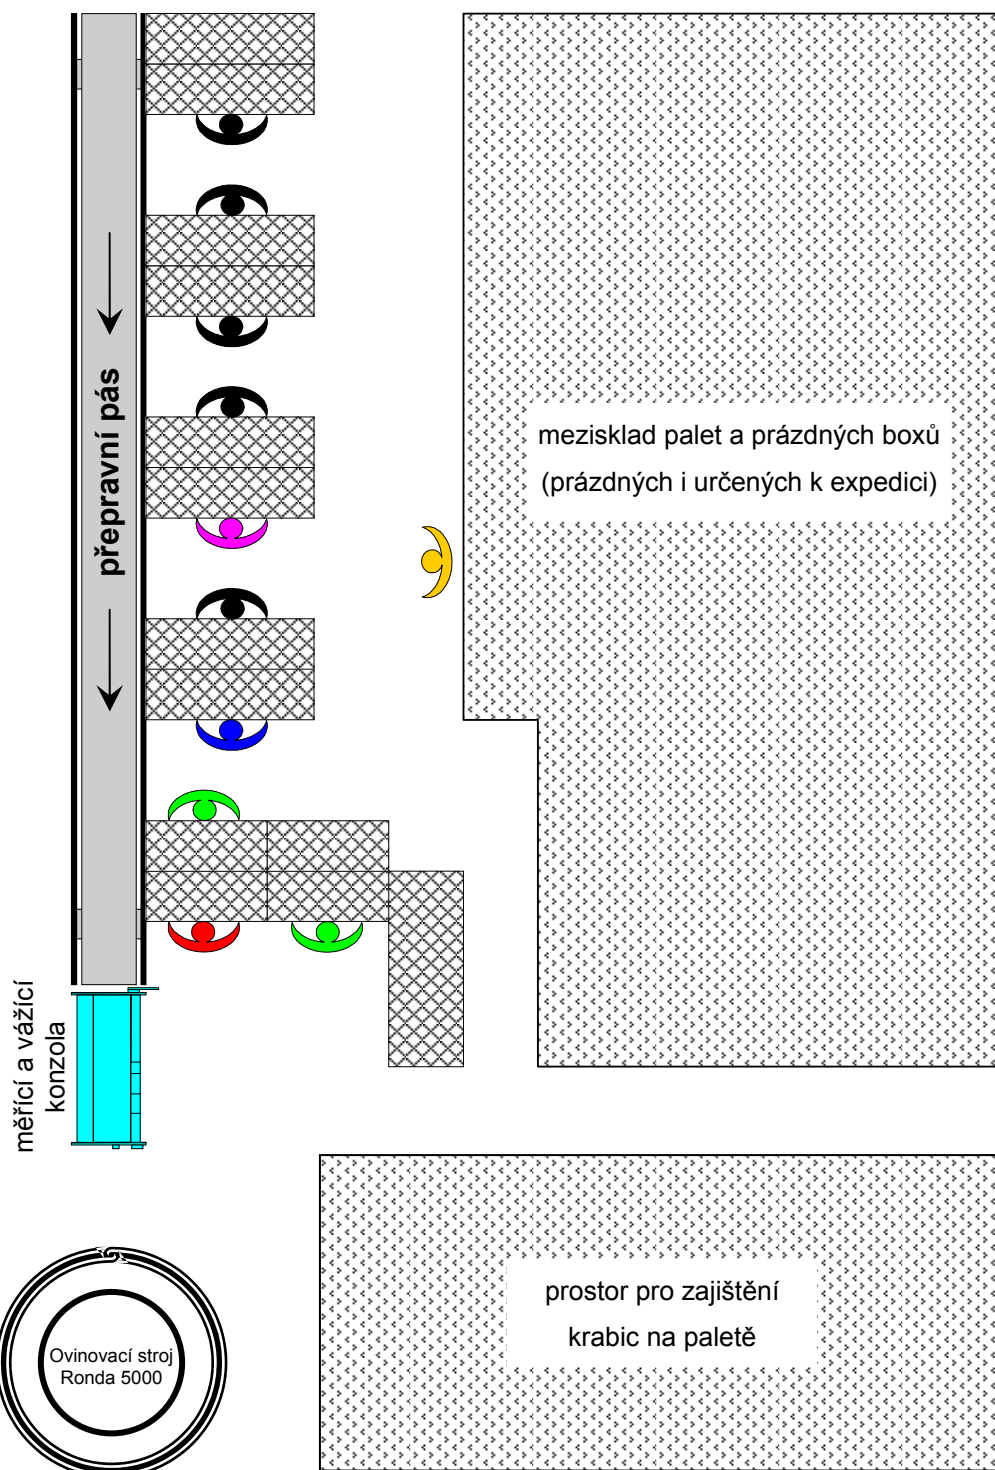 přepravní pás
mezisklad palet a prázdných boxů
(prázdných i určených k expedici)
měřící a vážící
konzola
prostor pro zajištění
krabic na paletě
Ovinovací stroj
Ronda 5000